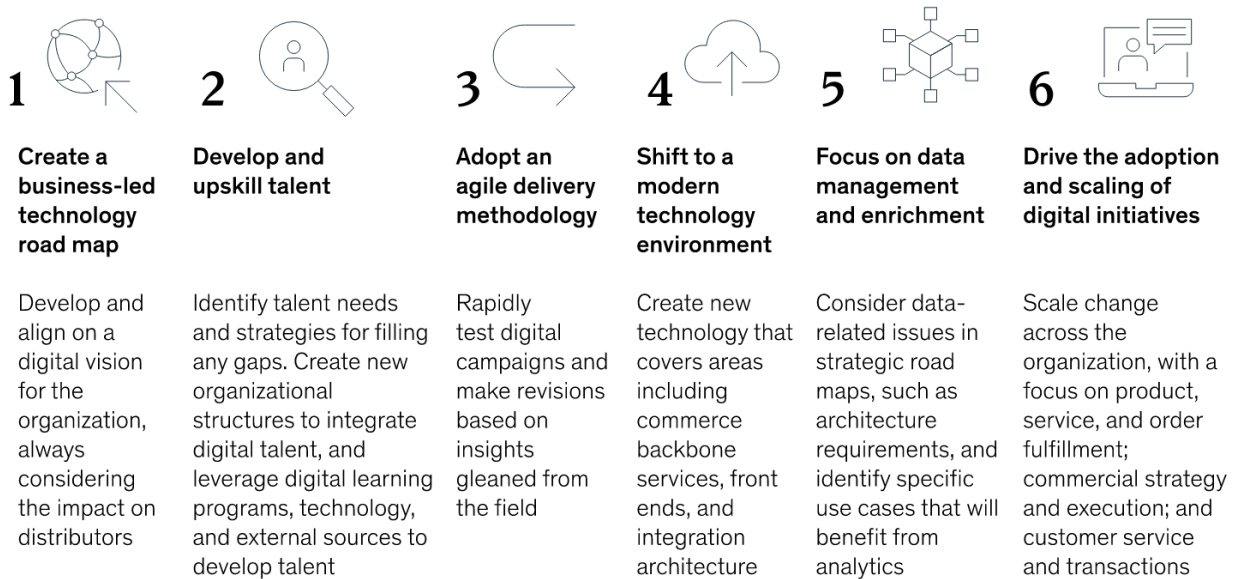 1
Create a
business-led
technology
road map
Develop and
align on a
digital vision
for the
organization,
always
considering
the impact on
distributors
2
Develop and
upskill talent
Identify talent needs
and strategies for filling
any gaps. Create new
organizational
structures to integrate
digital talent, and
leverage digital learning
programs, technology,
and external sources to
develop talent
3
Adopt an
agile delivery
methodology
Rapidly
test digital
campaigns and
make revisions
based on
insights
gleaned from
the field
4
Shift to a
modern
technology
environment
Create new
technology that
covers areas
including
commerce
backbone
services, front
ends, and
integration
architecture
5
Focus on data
management
and enrichment
Consider data-
related issues in
strategic road
maps, such as
architecture
requirements, and
identify specific
use cases that will
benefit from
analytics
6
Drive the adoption
and scaling of
digital initiatives
Scale change
across the
organization, with a
focus on product,
service, and order
fulfillment;
commercial strategy
and execution; and
customer service
and transactions